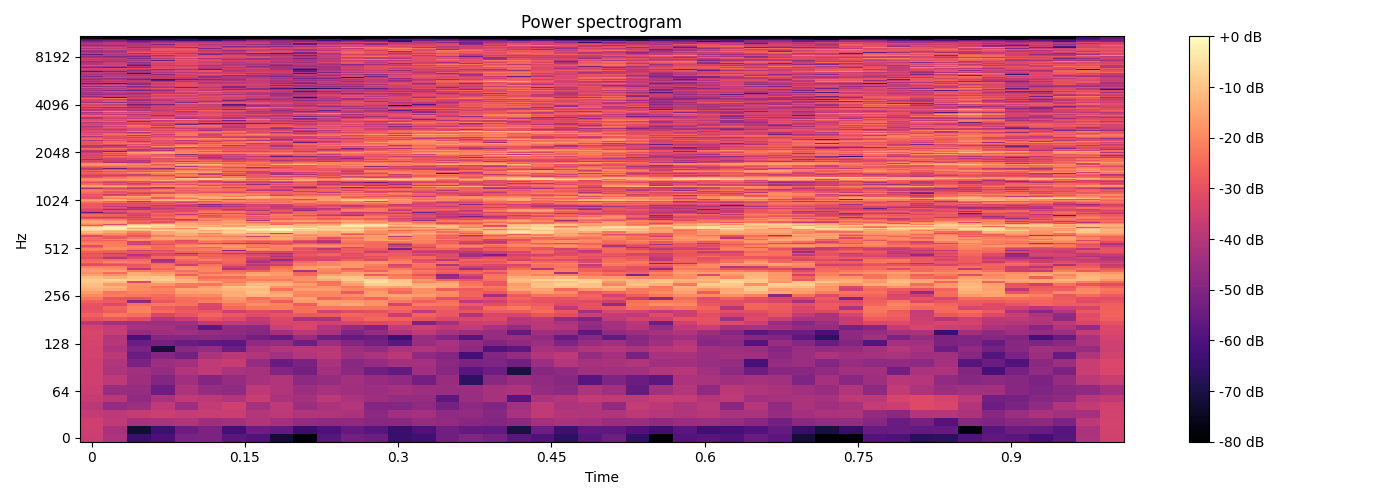 Power spectrogram
Hz
8192
4096
2048
1024
512
256
128
64
0
0 0.15 0.3 0.45 0.6 0.75 0.9
Time
+0 dB
-10 dB
-20 dB
-30 dB
-40 dB
-50 dB
-60 dB
-70 dB
-80 dB